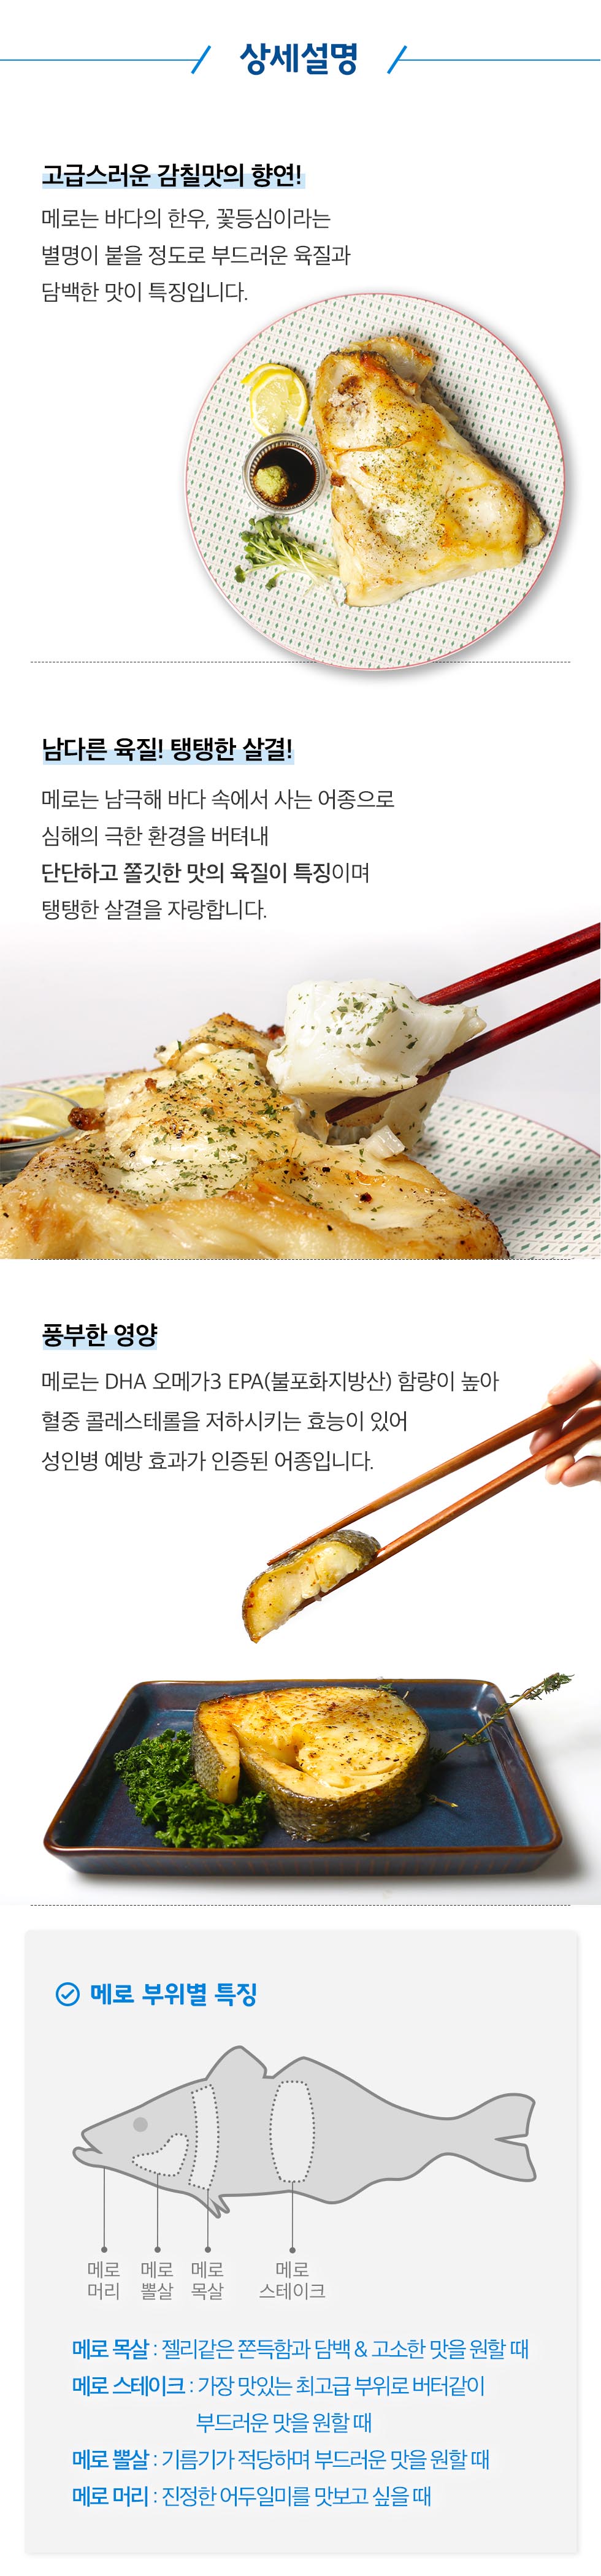 상세설명
고급스러운 감칠맛의 향연!
메로는 바다의 한우, 꽃등심이라는
별명이 붙을 정도로 부드러운 육질과
담백한 맛이 특징입니다.
남다른 육질! 탱탱한 살결!
메로는 남극해 바다 속에서 사는 어종으로
심해의 극한 환경을 버텨내
단단하고 쫄깃한 맛의 육질이 특징이며
탱탱한 살결을 자랑합니다.
풍부한 영양
메로는 DHA 오메가3 EPA(불포화지방산) 함량이 높아
혈중 콜레스테롤을 저하시키는 효능이 있어
성인병 예방 효과가 인증된 어종입니다.
메로 부위별 특징
메로 메로 메로 메로
머리 뽈살 목살 스테이크
메로 목살 : 젤리같은 쫀득함과 담백 & 고소한 맛을 원할 때
메로 스테이크 : 가장 맛있는 최고급 부위로 버터같이
부드러운 맛을 원할 때
메로 뽈살 : 기름기가 적당하며 부드러운 맛을 원할 때
메로 머리 : 진정한 어두일미를 맛보고 싶을 때